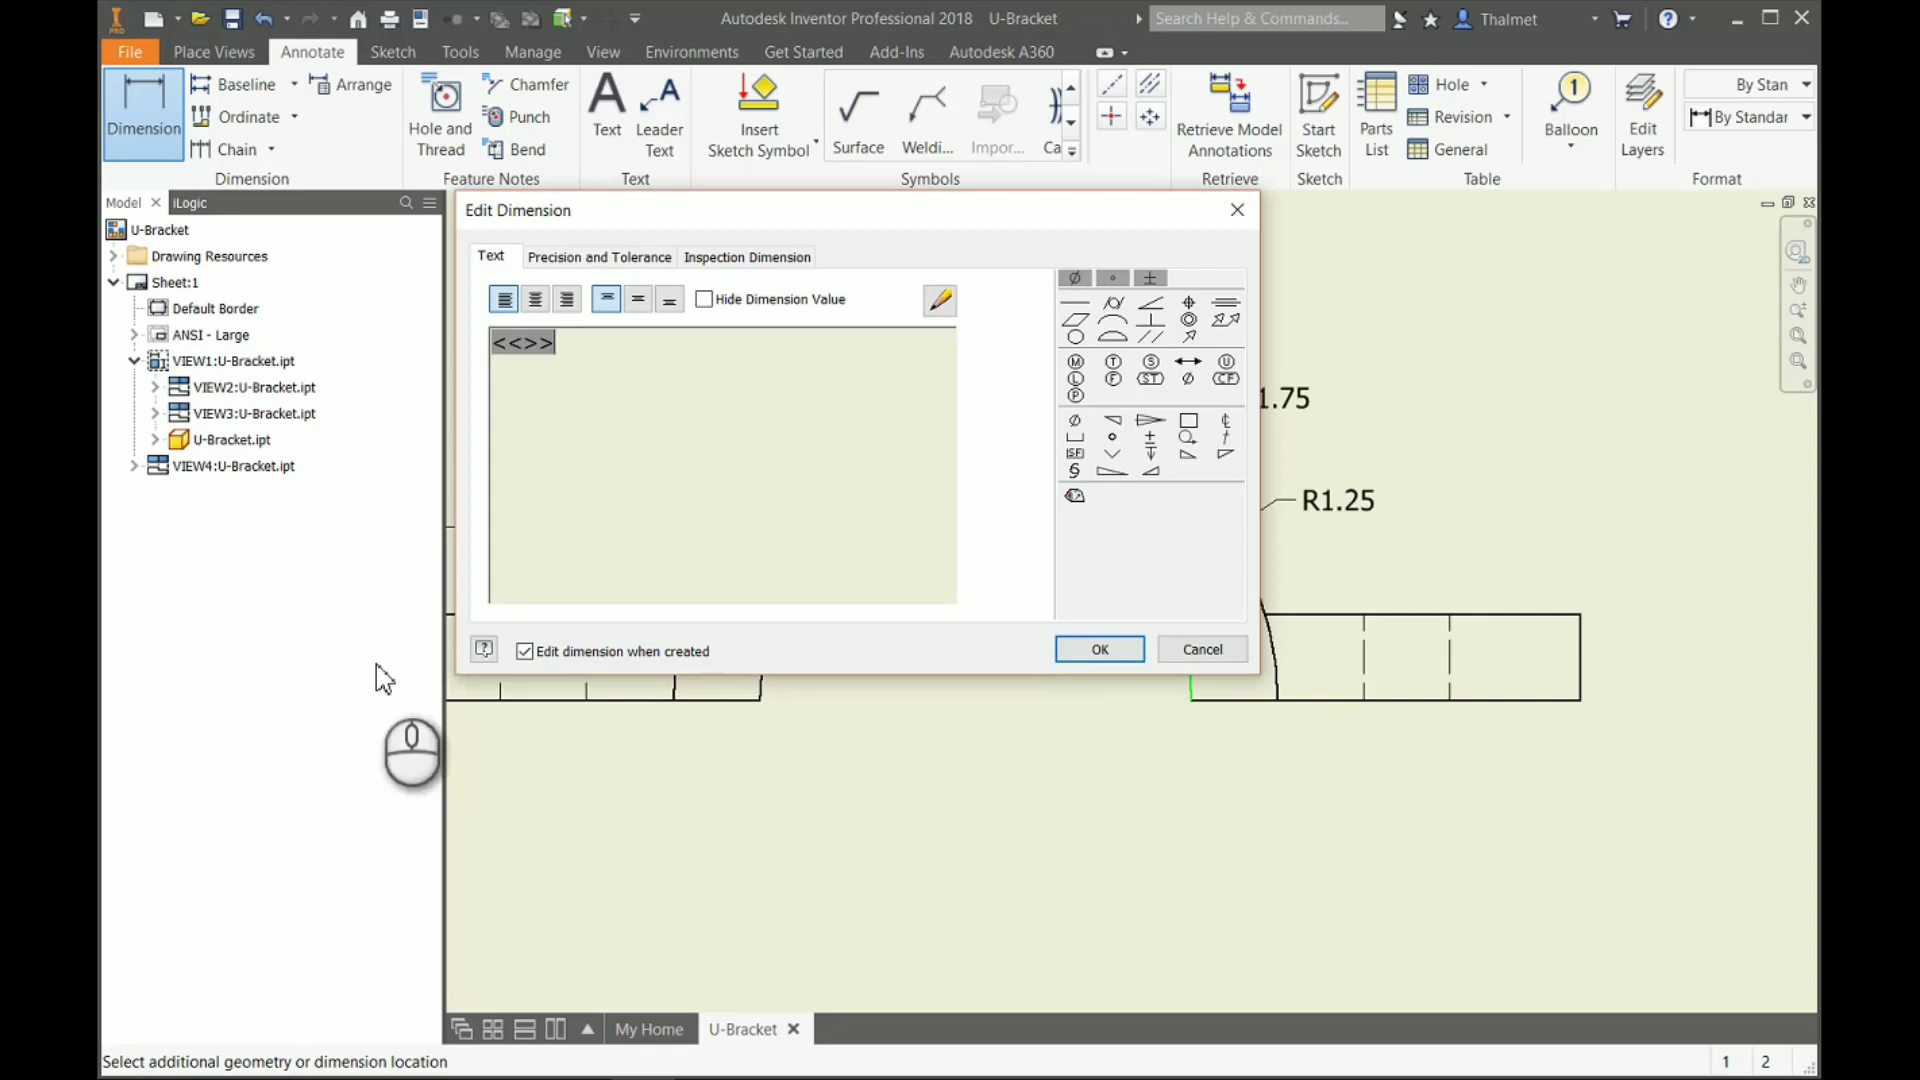 PRO
Autodesk Inventor Professional 2018 U-Bracket
Search Help & Commands...
Thalmet
File Place Views Annotate Sketch Tools Manage View Environments Get Started Add-Ins Autodesk A360
Dimension
Baseline
Ordinate
Chain
Arrange
Dimension
Hole and Thread
Chamfer
Punch
Bend
Feature Notes
Text
Leader Text
Text
Insert Sketch Symbol
Surface
Weldi...
Impor...
Ca
Symbols
Retrieve Model Annotations
Retrieve
Start Sketch
Sketch
Parts List
Hole
Revision
General
Table
1
Balloon
Edit Layers
By Stan
By Standar
Format
Model
iLogic
U-Bracket
Drawing Resources
Sheet:1
Default Border
ANSI - Large
VIEW1:U-Bracket.ipt
VIEW2:U-Bracket.ipt
VIEW3:U-Bracket.ipt
U-Bracket.ipt
VIEW4:U-Bracket.ipt
Edit Dimension
Text
Precision and Tolerance
Inspection Dimension
Hide Dimension Value
<<>>
M T S U
L F ST CF
P
SF
Edit dimension when created
OK
Cancel
1.75
R1.25
My Home
U-Bracket
Select additional geometry or dimension location
1 2